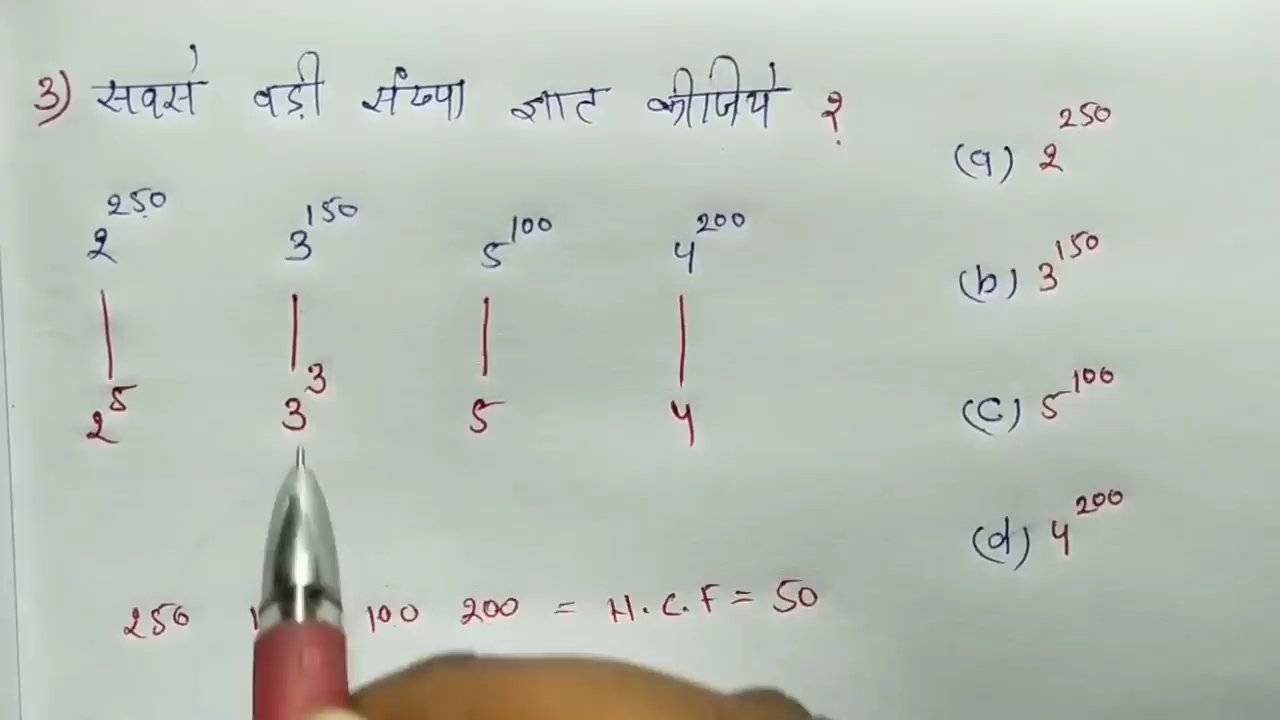 3) सबसे बड़ी संख्या ज्ञात कीजिये ?
2^250 3^150 5^100 4^200
2^5 3^3 5 4
250 100 200 = H.C.F = 50
(a) 2^250
(b) 3^150
(c) 5^100
(d) 4^200